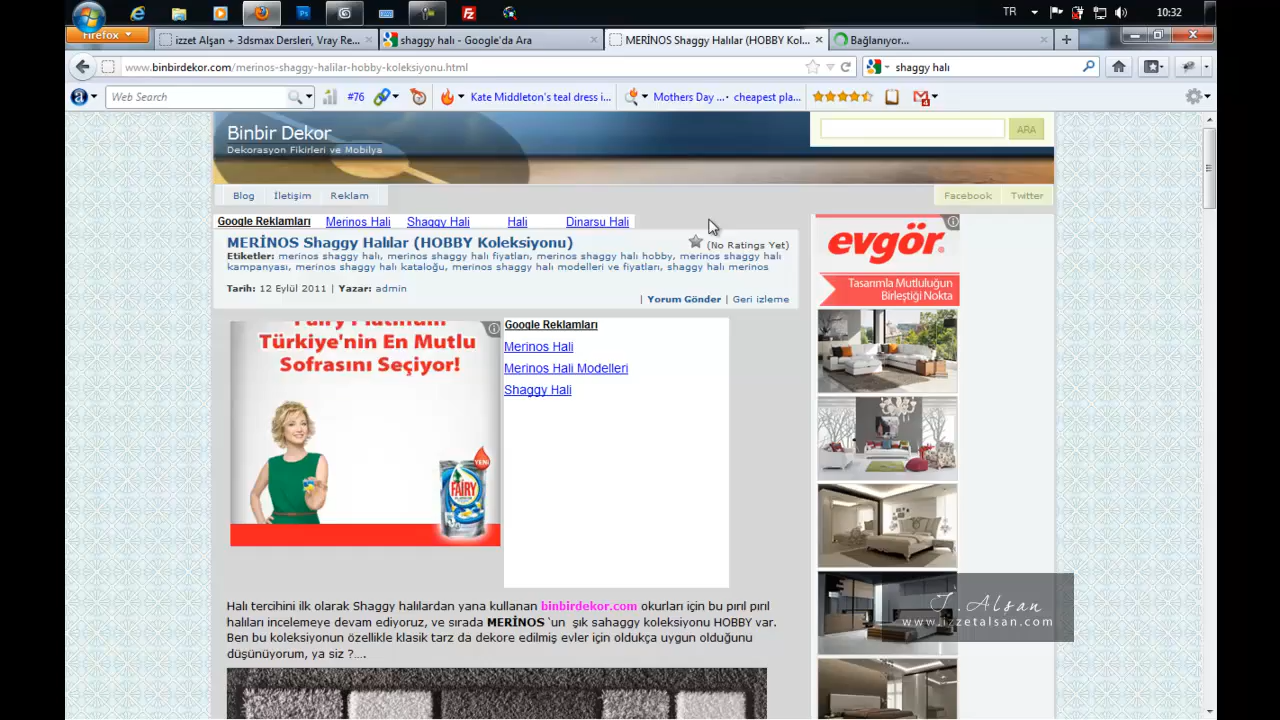 TR
10:32
Firefox
izzet Alşan + 3dsmax Dersleri, Vray Re...
shaggy halı - Google'da Ara
MERİNOS Shaggy Halılar (HOBBY Kol...
Bağlanıyor...
www.binbirdekor.com/merinos-shaggy-halilar-hobby-koleksiyonu.html
shaggy halı
Web Search
#76
Kate Middleton's teal dress i...
Mothers Day ...
cheapest pla...
Binbir Dekor
Dekorasyon Fikirleri ve Mobilya
ARA
Blog İletişim Reklam
Facebook Twitter
Google Reklamları Merinos Hali Shaggy Hali Hali Dinarsu Hali
MERİNOS Shaggy Halılar (HOBBY Koleksiyonu)
(No Ratings Yet)
Etiketler: merinos shaggy halı, merinos shaggy halı fiyatları, merinos shaggy halı hobby, merinos shaggy halı
kampanyası, merinos shaggy halı kataloğu, merinos shaggy halı modelleri ve fiyatları, shaggy halı merinos
Tarih: 12 Eylül 2011 | Yazar: admin
| Yorum Gönder | Geri izleme
Fairy Platinum
Türkiye'nin En Mutlu
Sofrasını Seçiyor!
YENİ
FAIRY
Google Reklamları
Merinos Hali
Merinos Hali Modelleri
Shaggy Hali
evgör.
Tasarımla Mutluluğun
Birleştiği Nokta
Halı tercihini ilk olarak Shaggy halılardan yana kullanan binbirdekor.com okurları için bu pırıl pırıl
halıları incelemeye devam ediyoruz, ve sırada MERİNOS 'un şık sahaggy koleksiyonu HOBBY var.
Ben bu koleksiyonun özellikle klasik tarz da dekore edilmiş evler için oldukça uygun olduğunu
düşünüyorum, ya siz ?....
İ. Alşan
www.izzetalsan.com